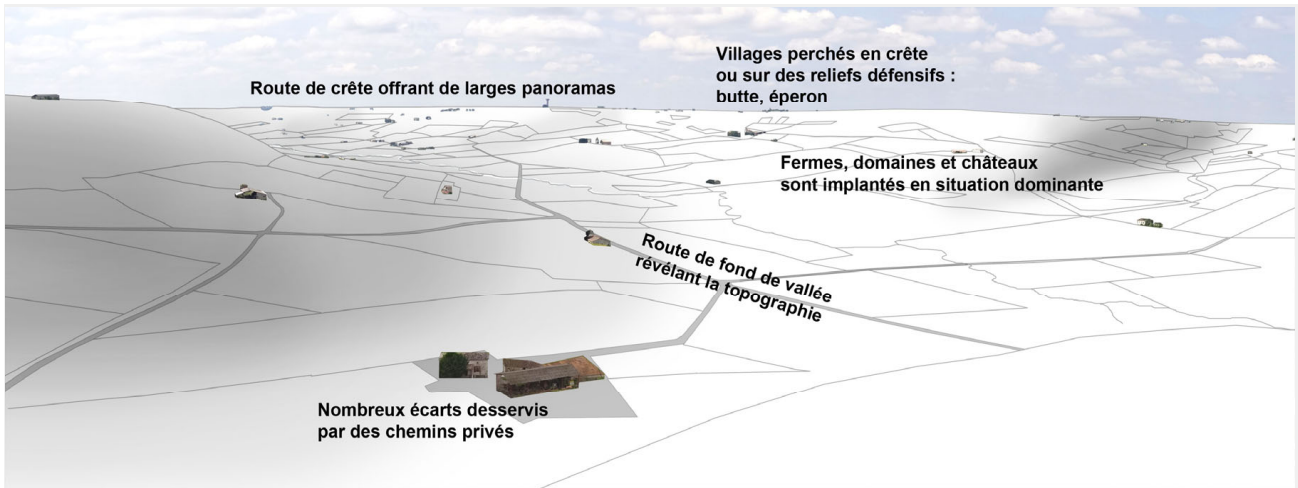 Villages perchés en crête
ou sur des reliefs défensifs :
butte, éperon
Route de crête offrant de larges panoramas
Fermes, domaines et châteaux
sont implantés en situation dominante
Route de fond de vallée
révélant la topographie
Nombreux écarts desservis
par des chemins privés